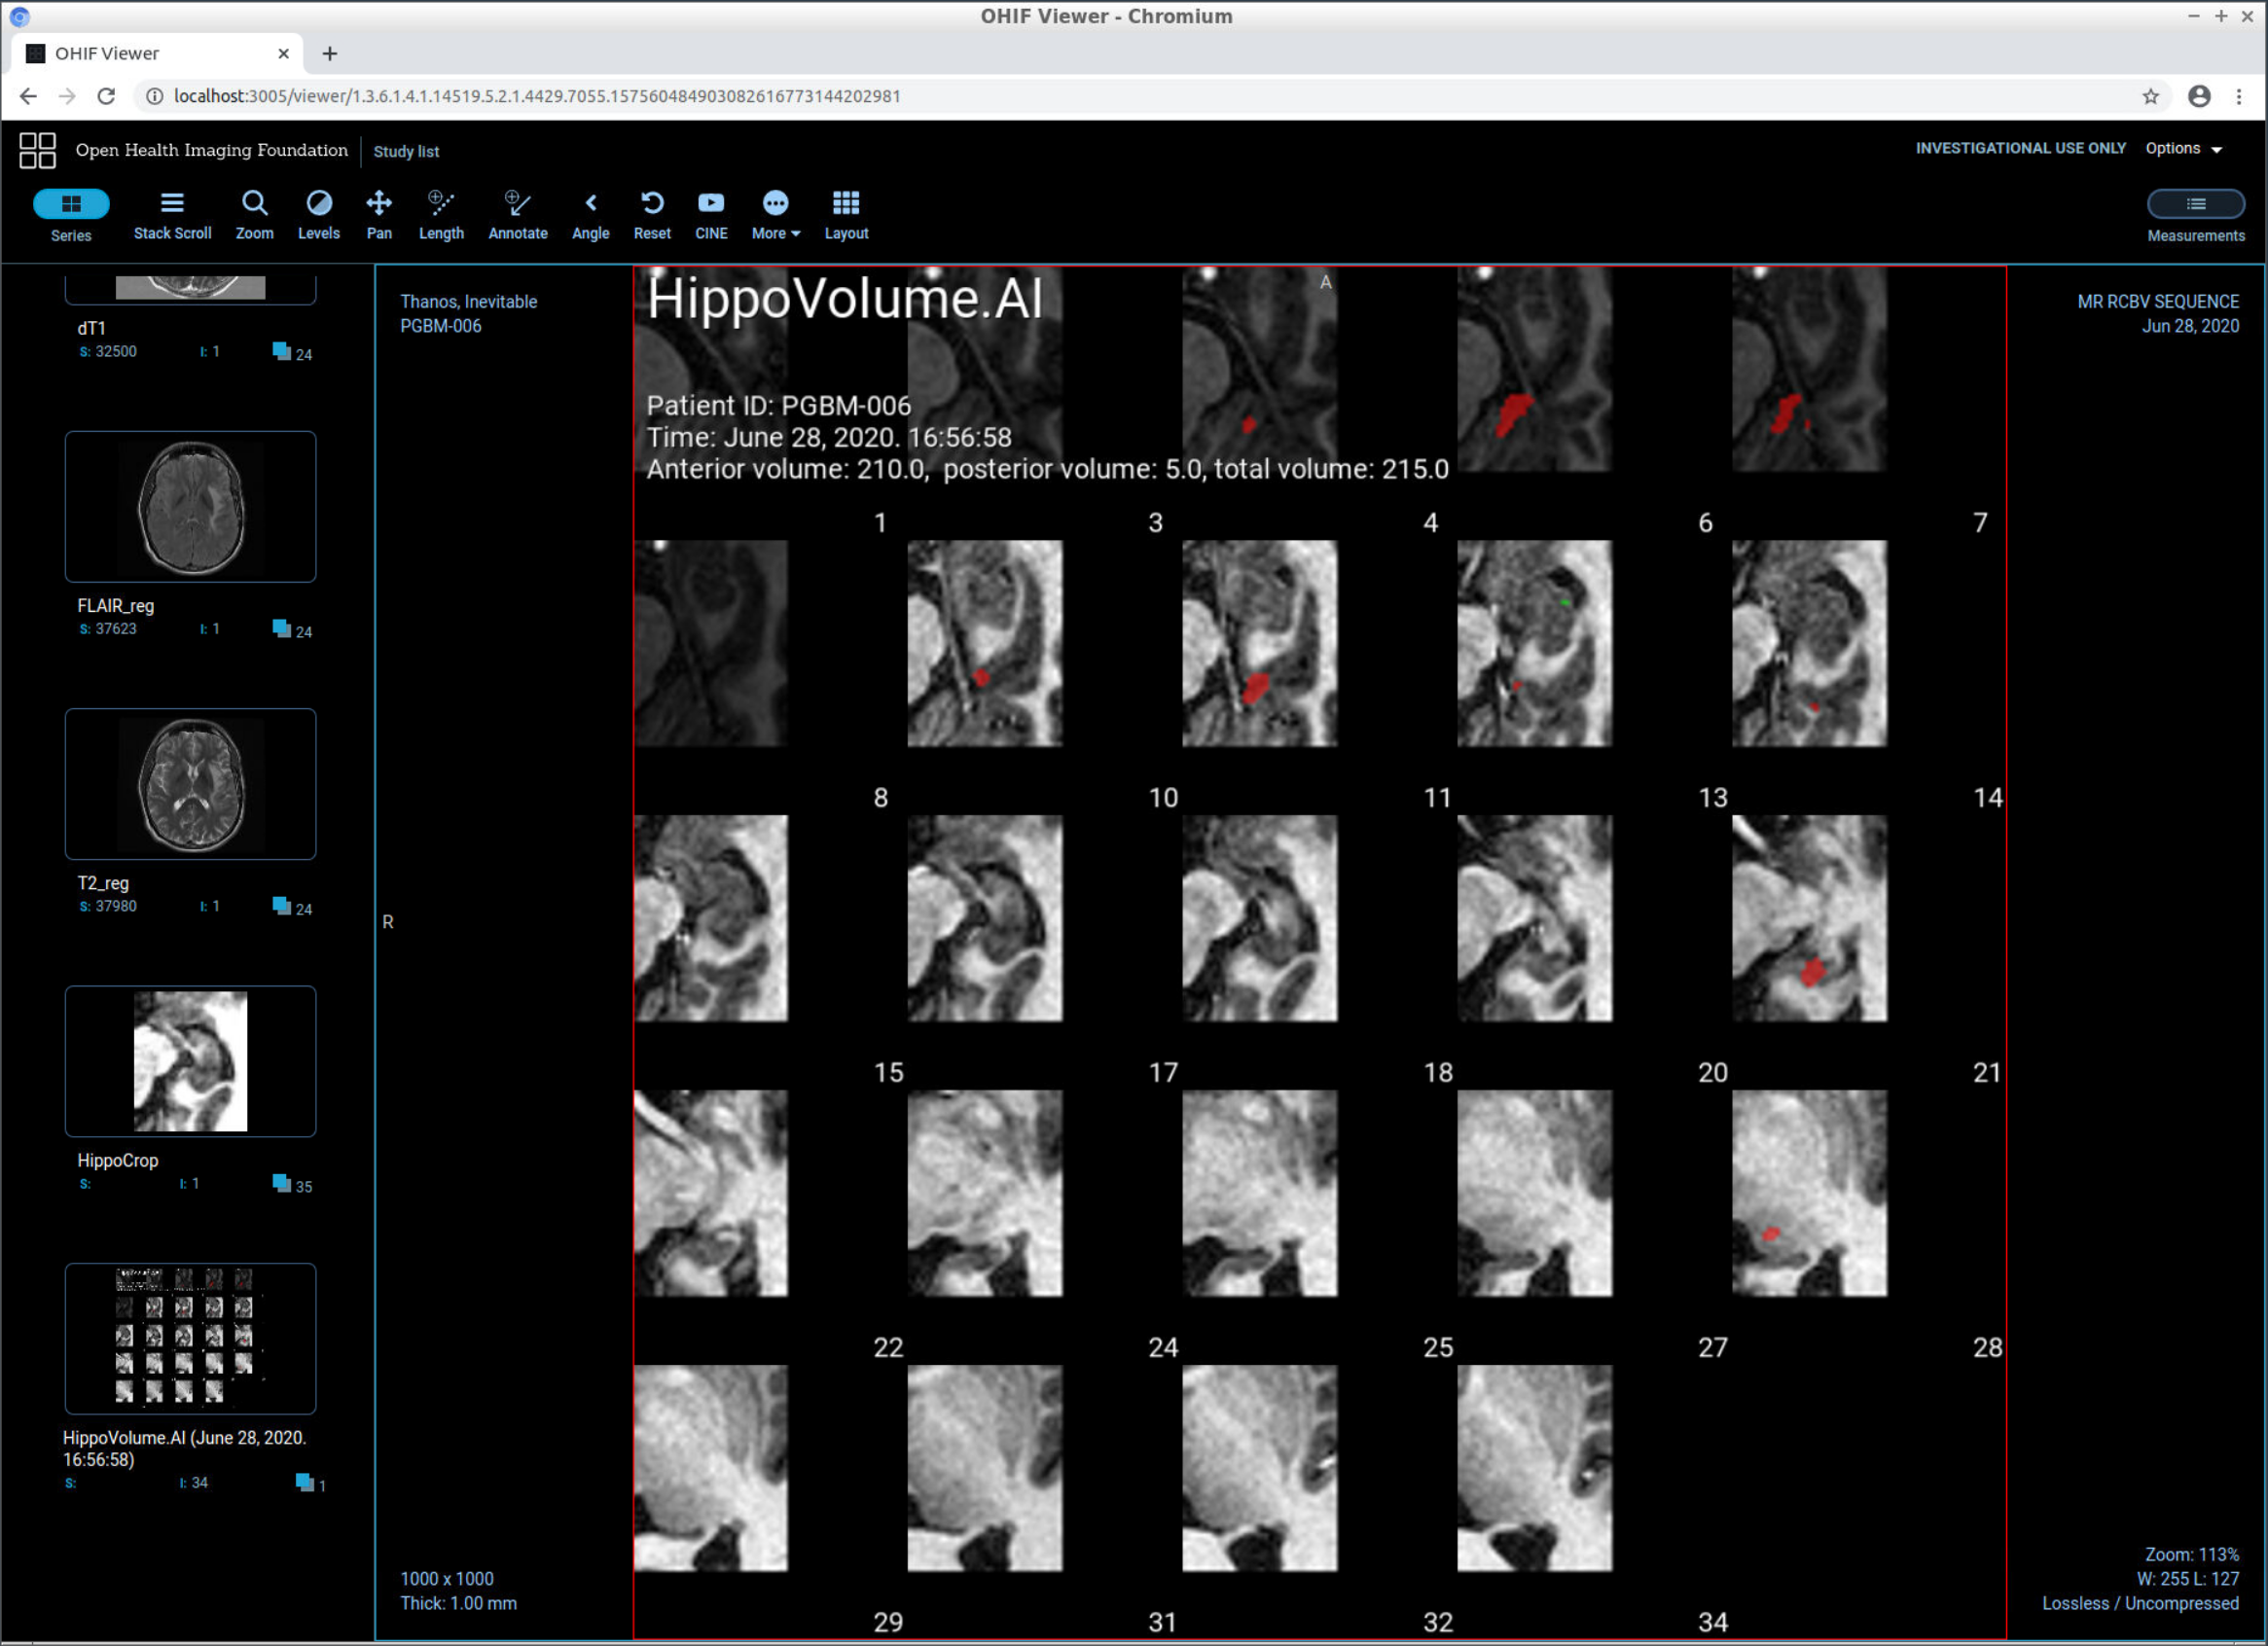 OHIF Viewer - Chromium
OHIF Viewer
localhost:3005/viewer/1.3.6.1.4.1.14519.5.2.1.4429.7055.157560484903082616773144202981
Open Health Imaging Foundation
Study list
INVESTIGATIONAL USE ONLY
Options
Series
Stack Scroll
Zoom
Levels
Pan
Length
Annotate
Angle
Reset
CINE
More
Layout
Measurements
dT1
S: 32500 I: 1 24
FLAIR_reg
S: 37623 I: 1 24
T2_reg
S: 37980 I: 1 24
HippoCrop
S: I: 1 35
HippoVolume.AI (June 28, 2020.
16:56:58)
S: I: 34 1
Thanos, Inevitable
PGBM-006
MR RCBV SEQUENCE
Jun 28, 2020
A
R
HippoVolume.AI
Patient ID: PGBM-006
Time: June 28, 2020. 16:56:58
Anterior volume: 210.0, posterior volume: 5.0, total volume: 215.0
1 3 4 6 7
8 10 11 13 14
15 17 18 20 21
22 24 25 27 28
29 31 32 34
1000 x 1000
Thick: 1.00 mm
Zoom: 113%
W: 255 L: 127
Lossless / Uncompressed